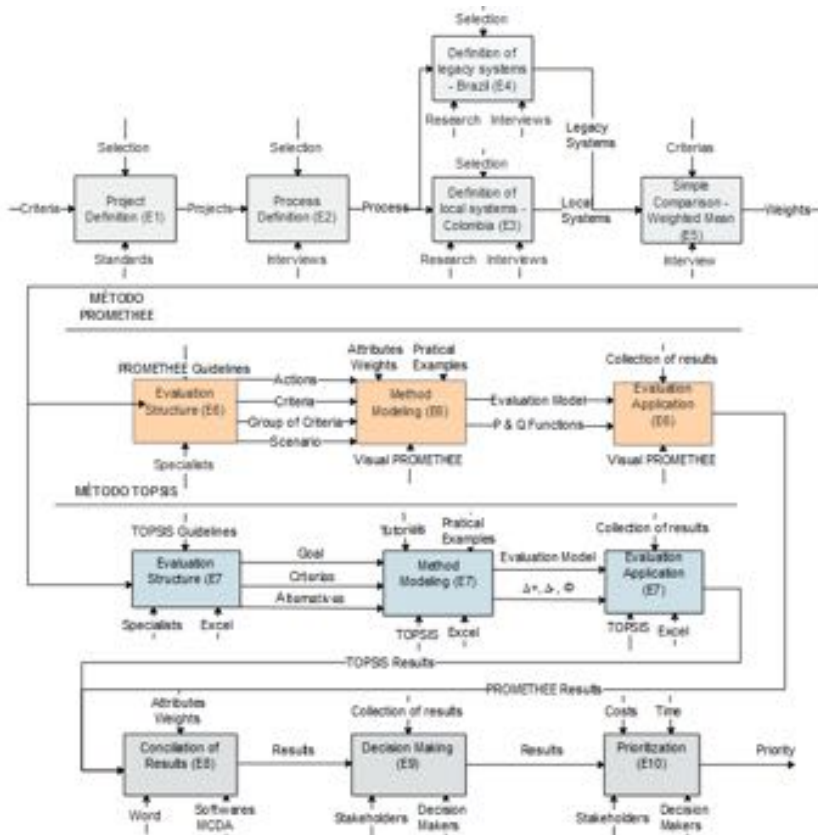 Selection
Definition of
legacy systems
- Brazil (E4)
Research Interviews
Legacy
Systems
Selection
Selection
Selection
Criterias
Criteria
Project
Definition (E1)
Projects
Process
Definition (E2)
Process
Definition of
local systems -
Colombia (E3)
Local
Systems
Simple
Comparison -
Weighted Mean
(E5)
Weights
Standards
Interviews
Research Interviews
Interview
MÉTODO
PROMETHEE
PROMETHEE Guidelines
Attributes
Weights
Pratical
Examples
Collection of results
Evaluation
Structure (E6)
Actions
Criteria
Group of Criteria
Scenario
Method
Modeling (E6)
Evaluation Model
P & Q Functions
Evaluation
Application
(E6)
Specialists
Visual PROMETHEE
Visual PROMETHEE
MÉTODO TOPSIS
TOPSIS Guidelines
Tutorials
Pratical
Examples
Collection of results
Evaluation
Structure (E7
Goal
Criterias
Alternatives
Method
Modeling (E7)
Evaluation Model
Evaluation
Application
(E7)
Specialists Excel
TOPSIS Excel
TOPSIS Excel
TOPSIS Results
PROMETHEE Results
Attributes
Weights
Collection of results
Costs Time
Conciliation of
Results (E8)
Results
Decision Making
(E9)
Results
Prioritization
(E10)
Priority
Word
Softwares
MCDA
Stakeholders
Decision
Makers
Stakeholders
Decision
Makers